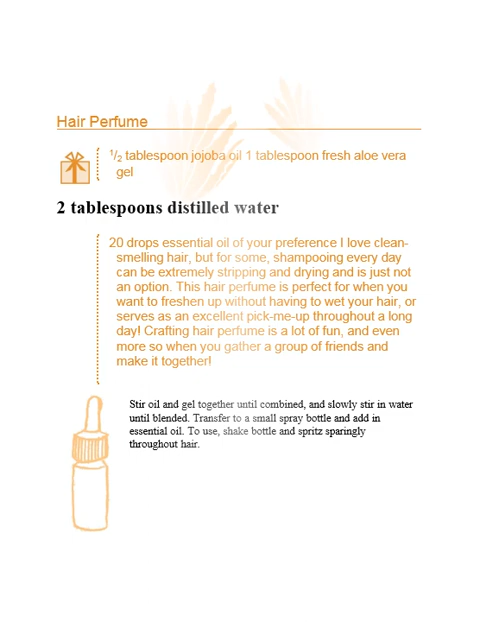 Hair Perfume
1/2 tablespoon jojoba oil 1 tablespoon fresh aloe vera
gel
2 tablespoons distilled water
20 drops essential oil of your preference I love clean-
smelling hair, but for some, shampooing every day
can be extremely stripping and drying and is just not
an option. This hair perfume is perfect for when you
want to freshen up without having to wet your hair, or
serves as an excellent pick-me-up throughout a long
day! Crafting hair perfume is a lot of fun, and even
more so when you gather a group of friends and
make it together!
Stir oil and gel together until combined, and slowly stir in water
until blended. Transfer to a small spray bottle and add in
essential oil. To use, shake bottle and spritz sparingly
throughout hair.